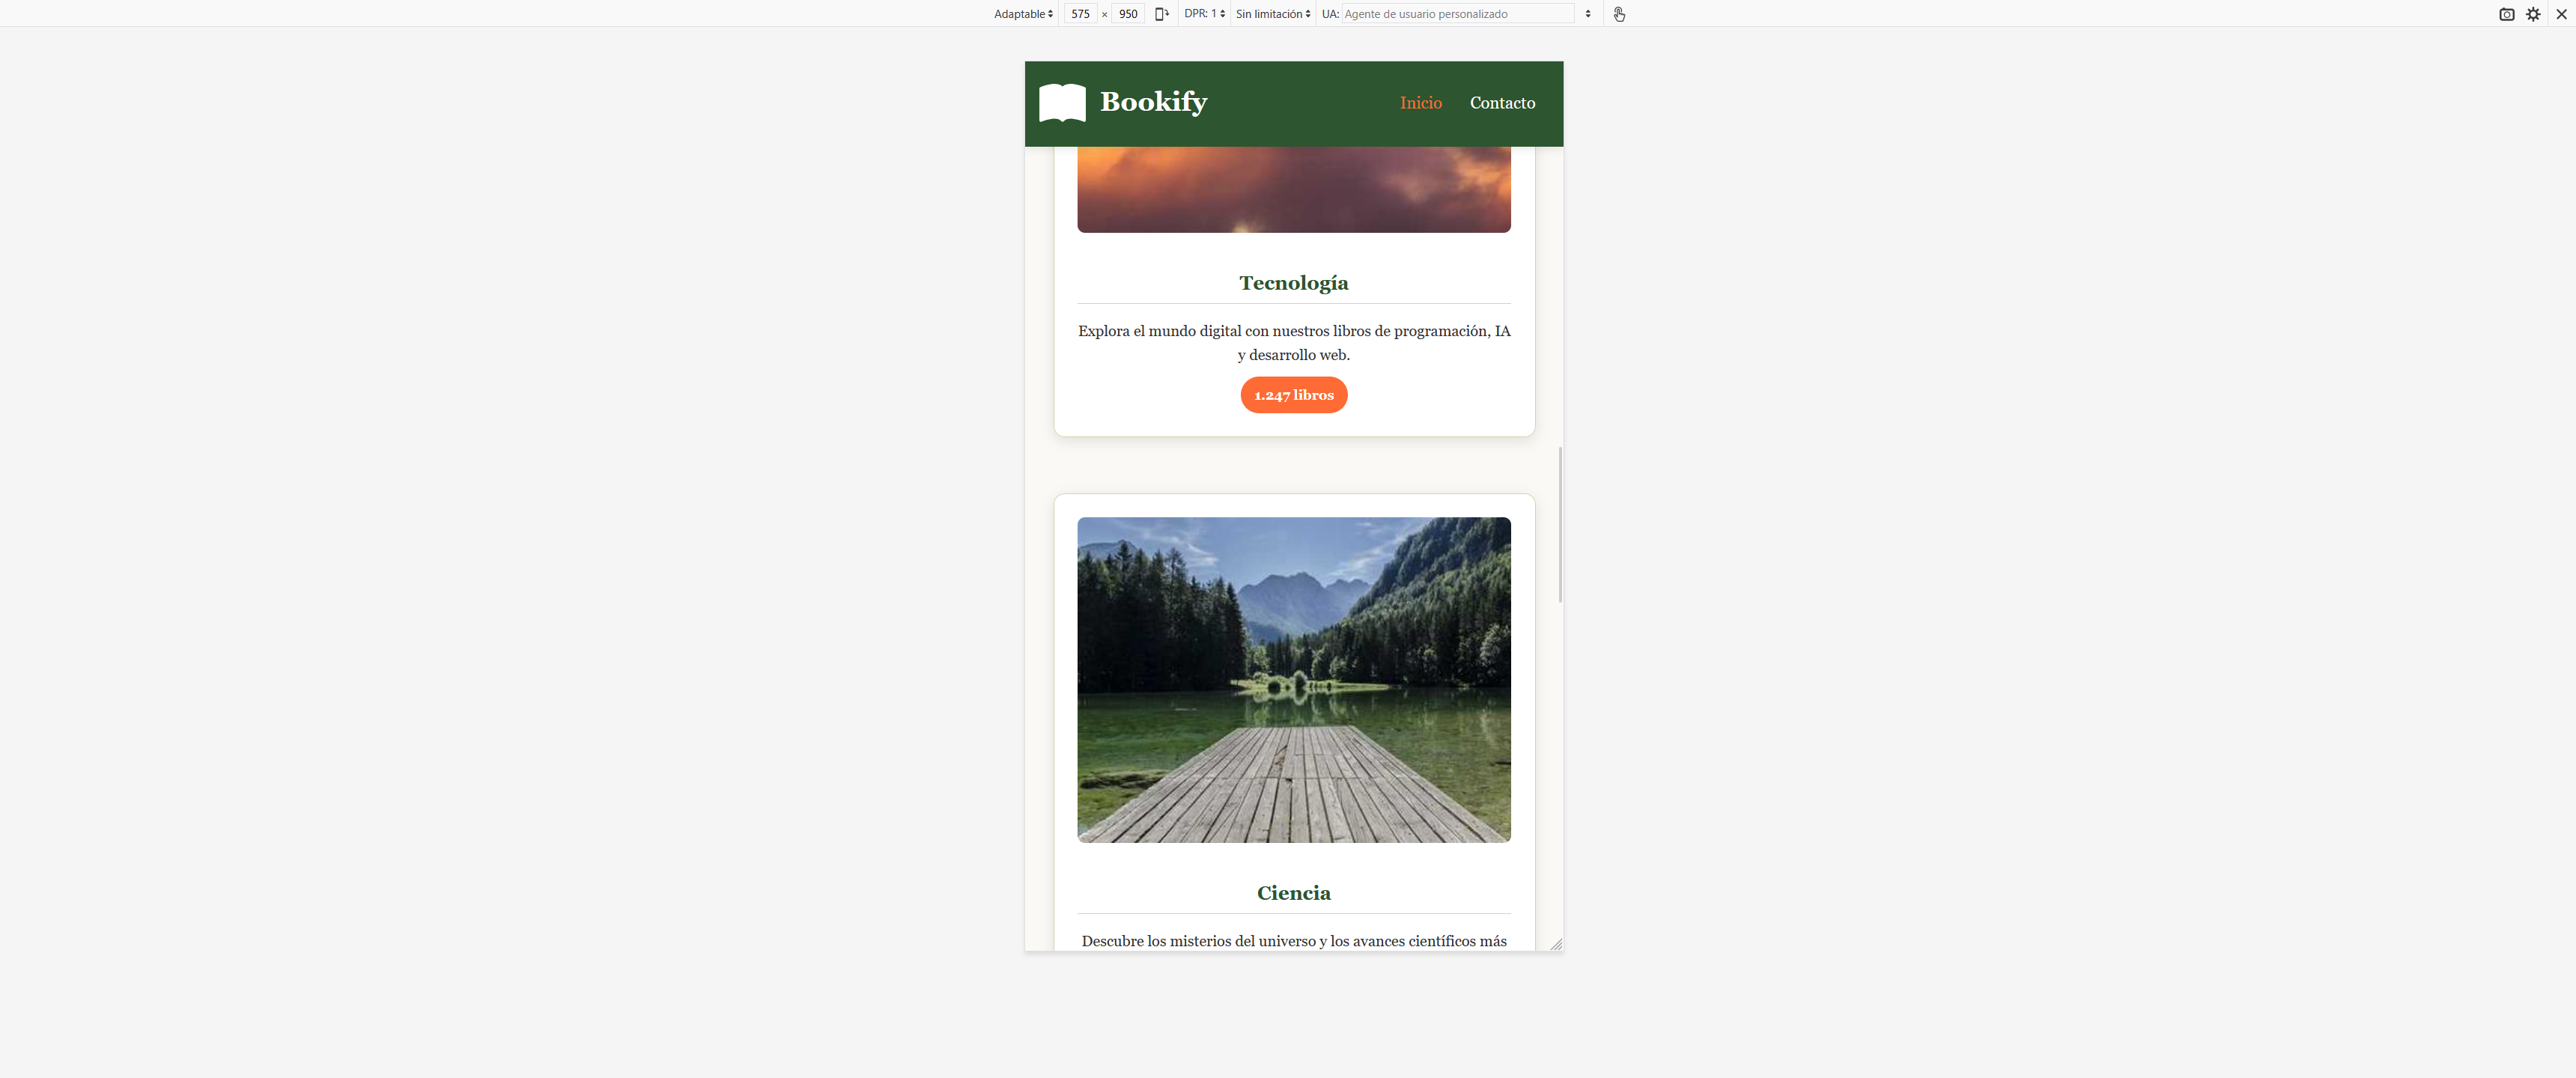 Adaptable 575 × 950 DPR: 1 Sin limitación UA: Agente de usuario personalizado
Bookify Inicio Contacto
Tecnología
Explora el mundo digital con nuestros libros de programación, IA
y desarrollo web.
1.247 libros
Ciencia
Descubre los misterios del universo y los avances científicos más